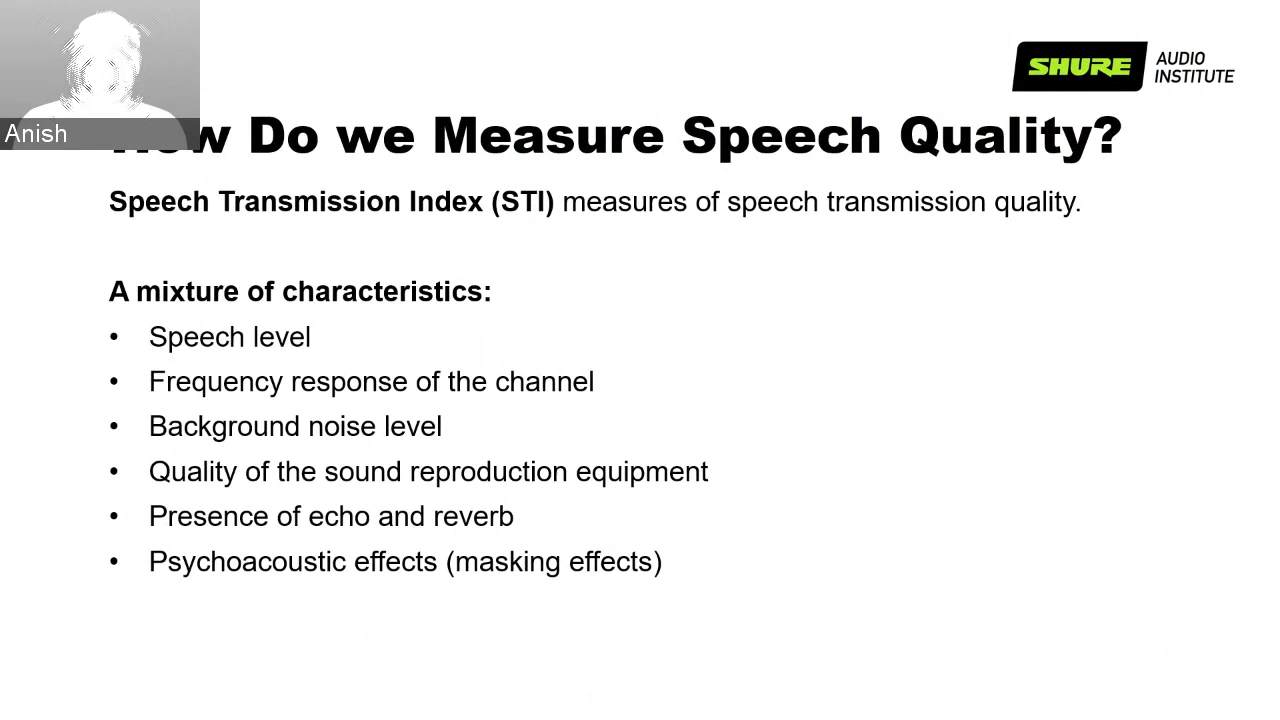 SHURE AUDIO INSTITUTE
Anish
How Do we Measure Speech Quality?
Speech Transmission Index (STI) measures of speech transmission quality.
A mixture of characteristics:
• Speech level
• Frequency response of the channel
• Background noise level
• Quality of the sound reproduction equipment
• Presence of echo and reverb
• Psychoacoustic effects (masking effects)